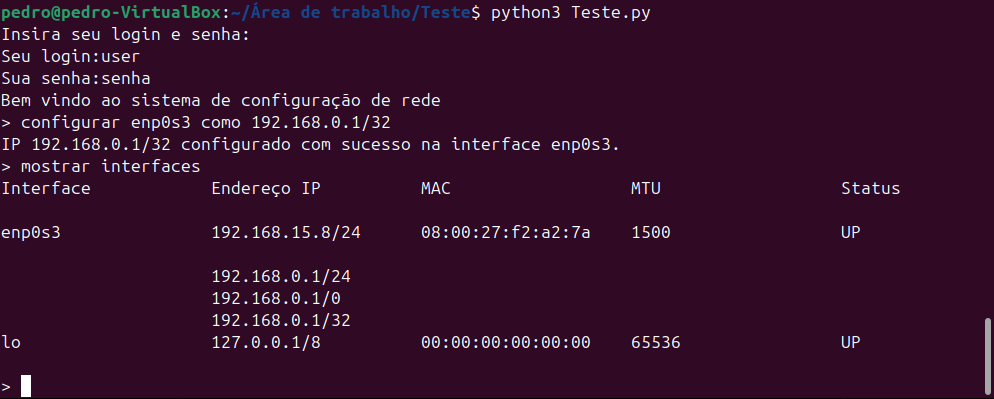 pedro@pedro-VirtualBox:~/Área de trabalho/Teste$ python3 Teste.py
Insira seu login e senha:
Seu login:user
Sua senha:senha
Bem vindo ao sistema de configuração de rede
> configurar enp0s3 como 192.168.0.1/32
IP 192.168.0.1/32 configurado com sucesso na interface enp0s3.
> mostrar interfaces
Interface            Endereço IP          MAC                  MTU                  Status
enp0s3               192.168.15.8/24      08:00:27:f2:a2:7a    1500                 UP
192.168.0.1/24
192.168.0.1/0
192.168.0.1/32
lo                   127.0.0.1/8          00:00:00:00:00:00    65536                UP
>